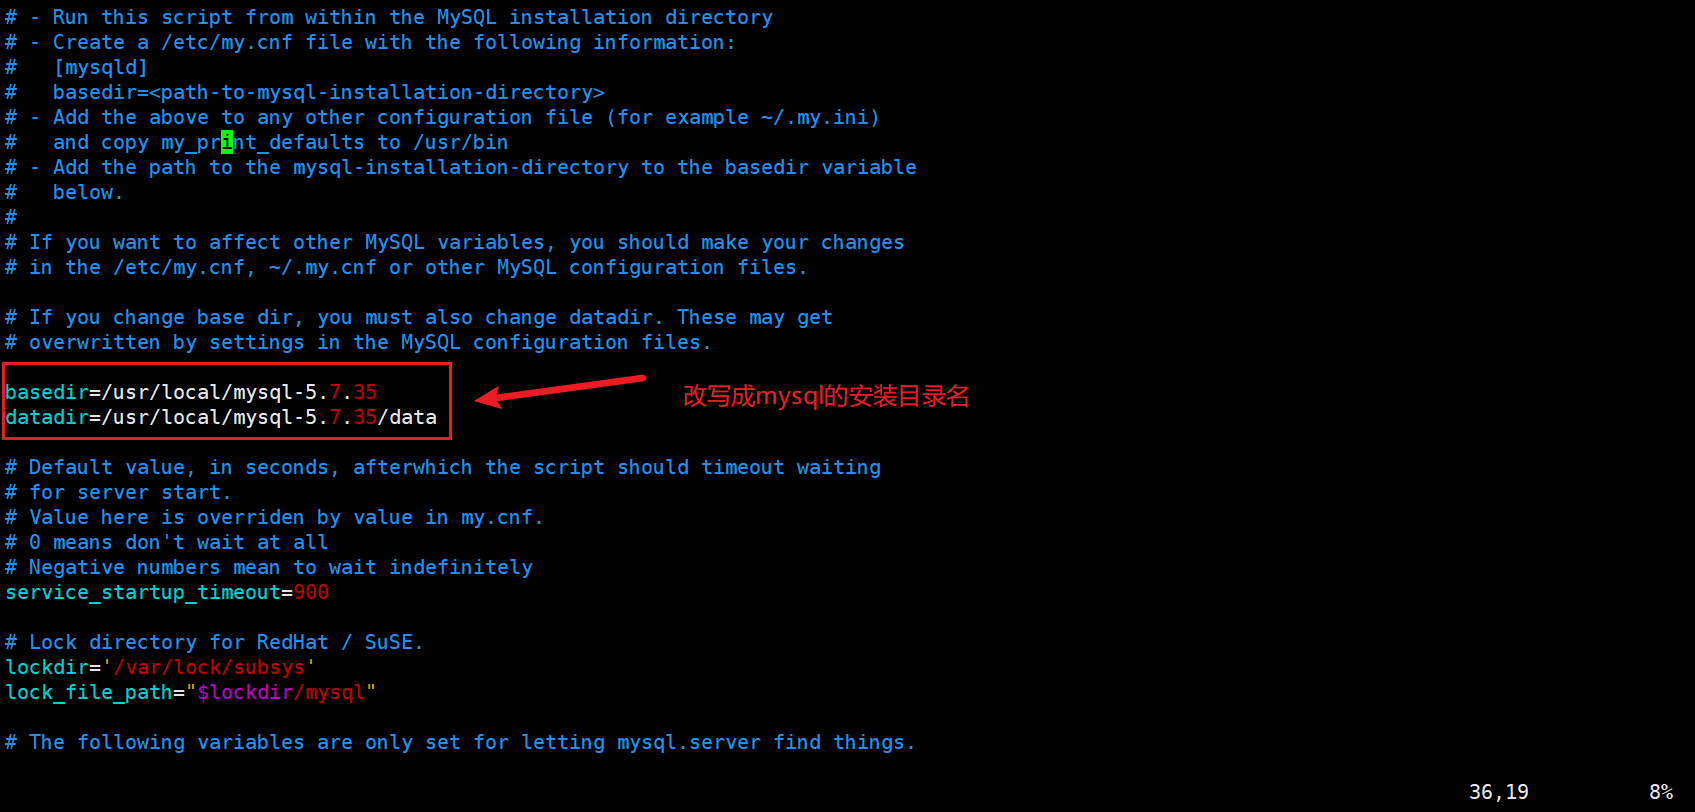 # - Run this script from within the MySQL installation directory
# - Create a /etc/my.cnf file with the following information:
#   [mysqld]
#   basedir=<path-to-mysql-installation-directory>
# - Add the above to any other configuration file (for example ~/.my.ini)
#   and copy my_print_defaults to /usr/bin
# - Add the path to the mysql-installation-directory to the basedir variable
#   below.
#
# If you want to affect other MySQL variables, you should make your changes
# in the /etc/my.cnf, ~/.my.cnf or other MySQL configuration files.
# If you change base dir, you must also change datadir. These may get
# overwritten by settings in the MySQL configuration files.
basedir=/usr/local/mysql-5.7.35
改写成mysql的安装目录名
datadir=/usr/local/mysql-5.7.35/data
# Default value, in seconds, afterwhich the script should timeout waiting
# for server start.
# Value here is overriden by value in my.cnf.
# 0 means don't wait at all
# Negative numbers mean to wait indefinitely
service_startup_timeout=900
# Lock directory for RedHat / SuSE.
lockdir='/var/lock/subsys'
lock_file_path="$lockdir/mysql"
# The following variables are only set for letting mysql.server find things.
36,19 8%